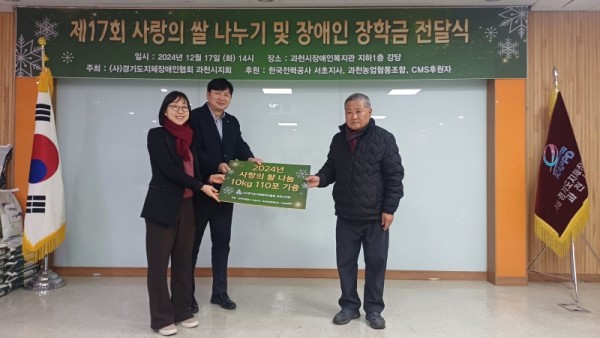 제17회 사랑의 쌀 나누기 및 장애인 장학금 전달식
일시 : 2024년 12월 17일 (화) 14시 장소 : 과천시장애인복지관 지하1층 강당
주최 : (사)경기도지체장애인협회 과천시지회 후원 : 한국전력공사 서초지사, 과천농업협동조합, CMS후원자
2024년
사랑의 쌀 나눔
10kg 110포 기증